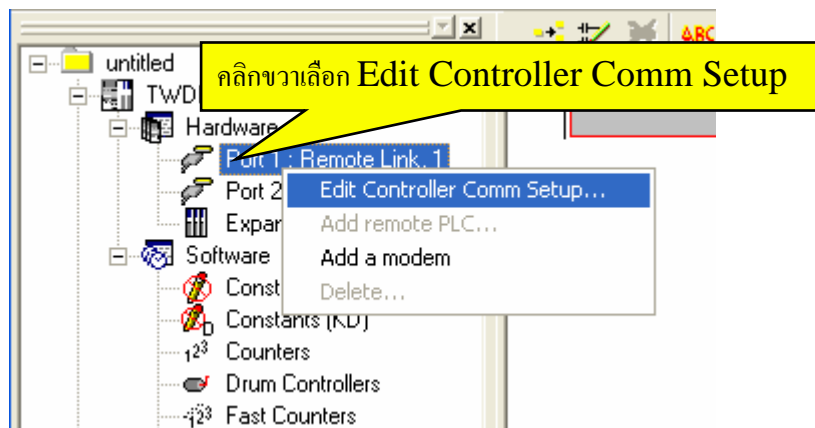 ABC
untitled
คลิกขวาเลือก Edit Controller Comm Setup
TWD
Hardware
Port 1 : Remote Link, 1
Port 2
Edit Controller Comm Setup...
Expan
Add remote PLC...
Software
Add a modem
Const
Delete...
Constants (KD)
Counters
Drum Controllers
Fast Counters